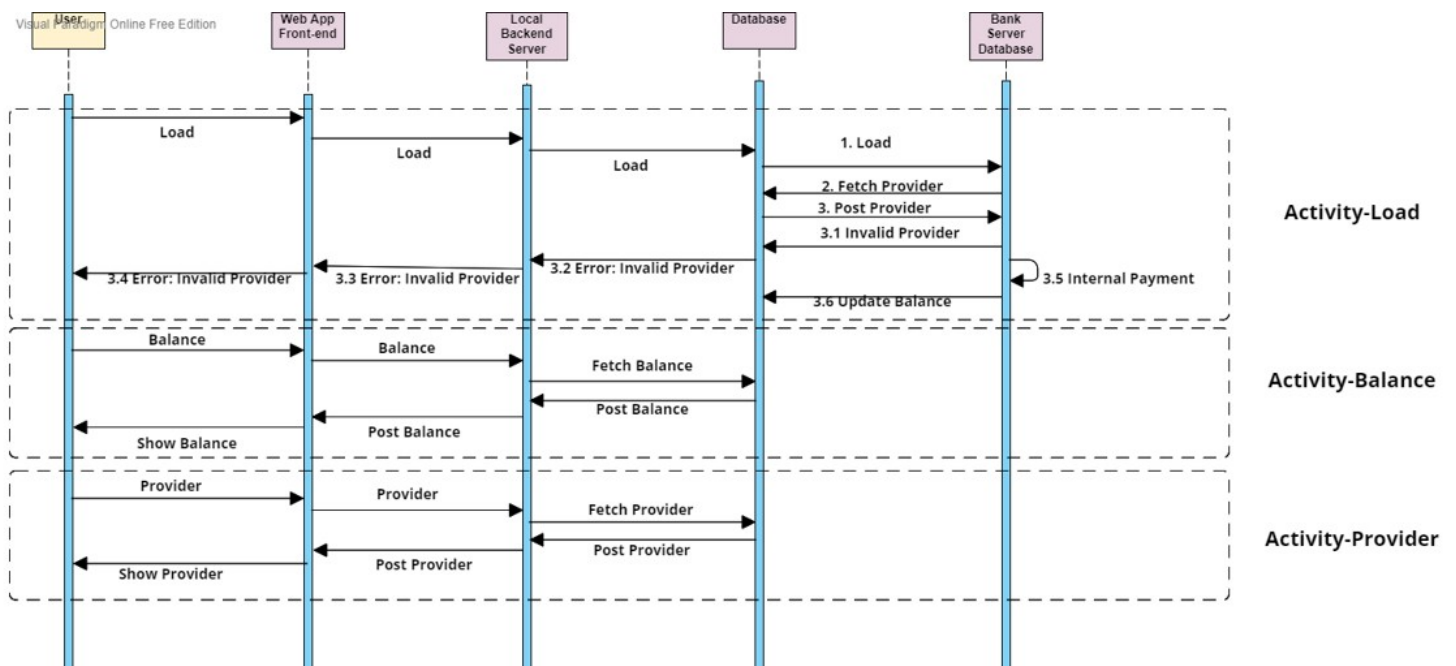 Visual Paradigm Online Free Edition
User
Web App
Front-end
Local
Backend
Server
Database
Bank
Server
Database
Load
Load
Load
1. Load
2. Fetch Provider
3. Post Provider
3.1 Invalid Provider
3.2 Error: Invalid Provider
3.3 Error: Invalid Provider
3.4 Error: Invalid Provider
3.5 Internal Payment
3.6 Update Balance
Activity-Load
Balance
Balance
Fetch Balance
Post Balance
Post Balance
Show Balance
Activity-Balance
Provider
Provider
Fetch Provider
Post Provider
Post Provider
Show Provider
Activity-Provider